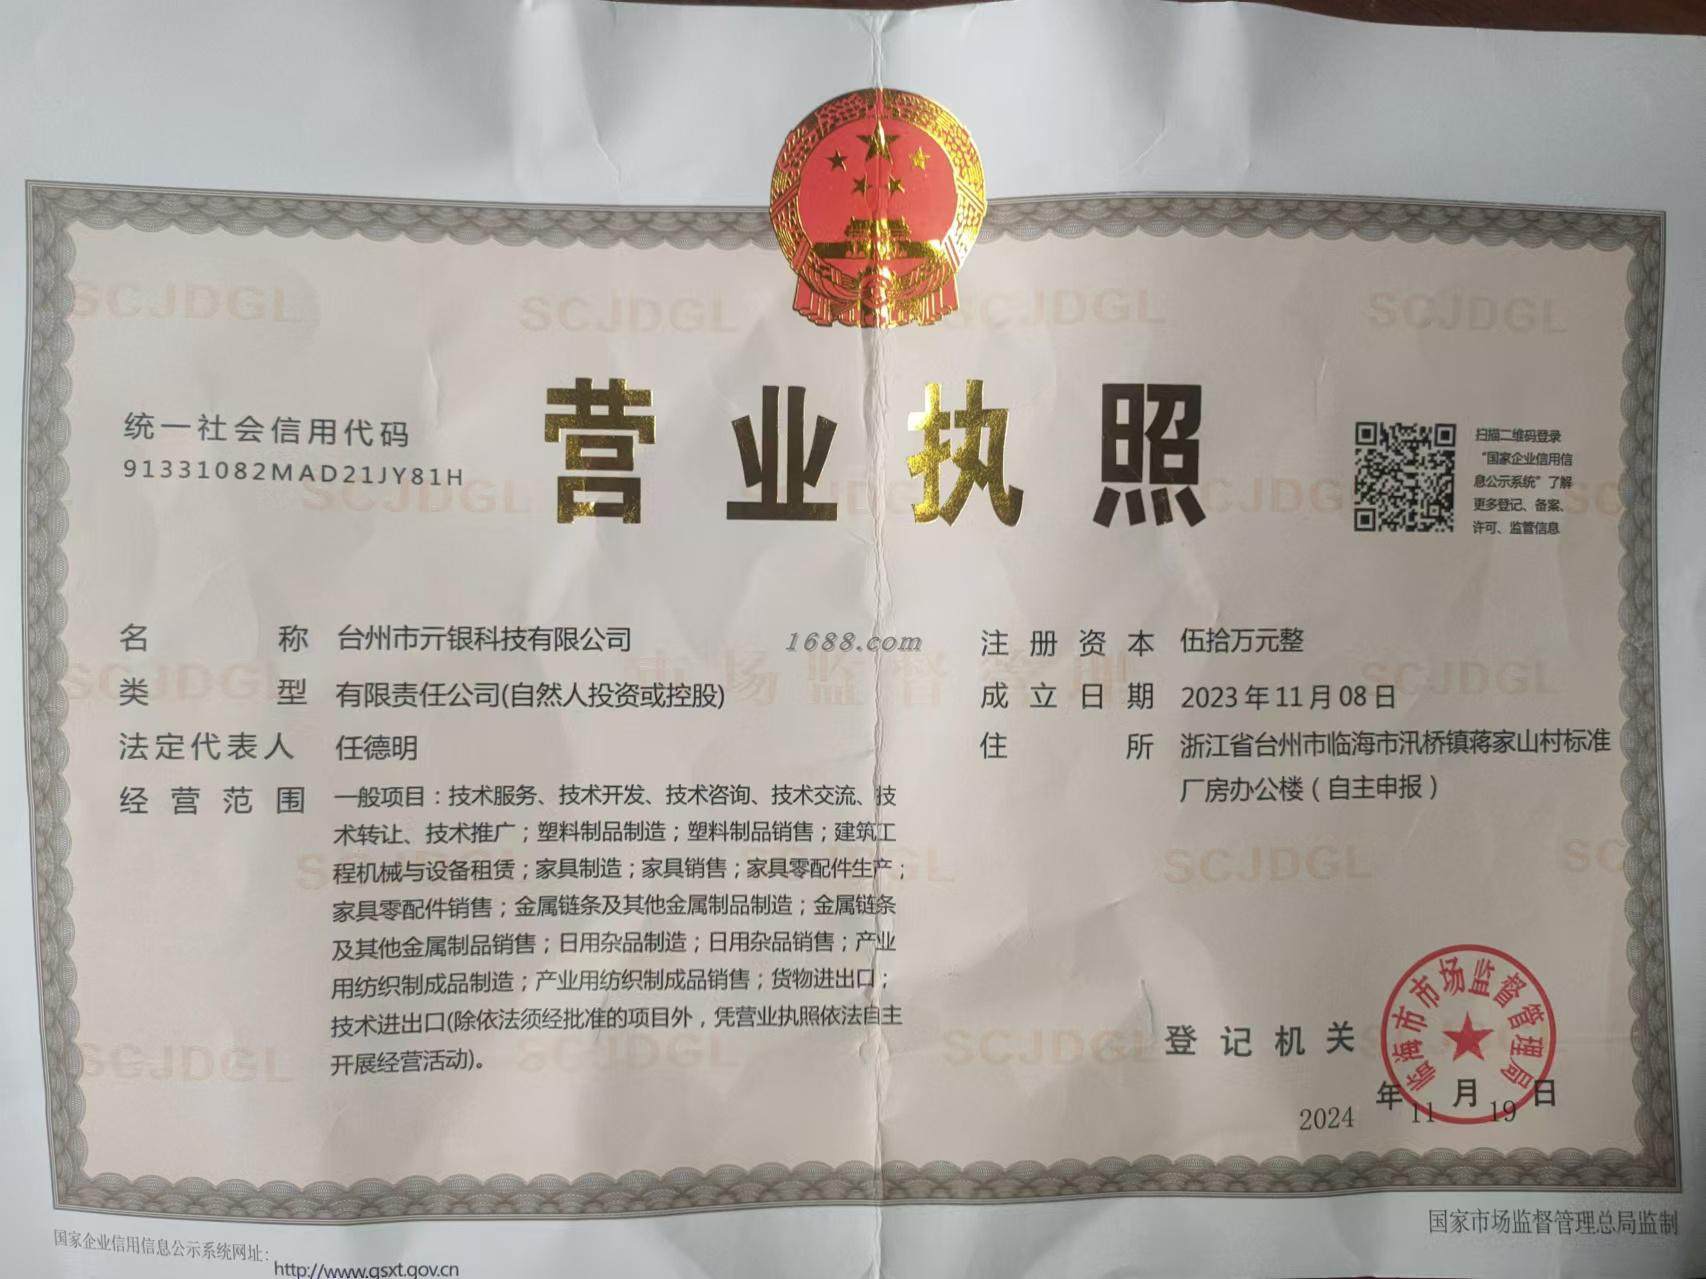 营业执照
统一社会信用代码
91331082MAD21JY81H
扫描二维码登录
“国家企业信用信
息公示系统”了解
更多登记、备案、
许可、监管信息
名称 台州市亓银科技有限公司
类型 有限责任公司(自然人投资或控股)
法定代表人 任德明
经营范围 一般项目：技术服务、技术开发、技术咨询、技术交流、技
术转让、技术推广；塑料制品制造；塑料制品销售；建筑工
程机械与设备租赁；家具制造；家具销售；家具零配件生产；
家具零配件销售；金属链条及其他金属制品制造；金属链条
及其他金属制品销售；日用杂品制造；日用杂品销售；产业
用纺织制成品制造；产业用纺织制成品销售；货物进出口；
技术进出口(除依法须经批准的项目外，凭营业执照依法自主
开展经营活动)。
1688.com
注册资本 伍拾万元整
成立日期 2023年11月08日
住所 浙江省台州市临海市汛桥镇蒋家山村标准
厂房办公楼（自主申报）
登记机关
临海市市场监督管理局
2024年11月19日
国家企业信用信息公示系统网址：
http://www.gsxt.gov.cn
国家市场监督管理总局监制
SCJDGL
市场监督管理